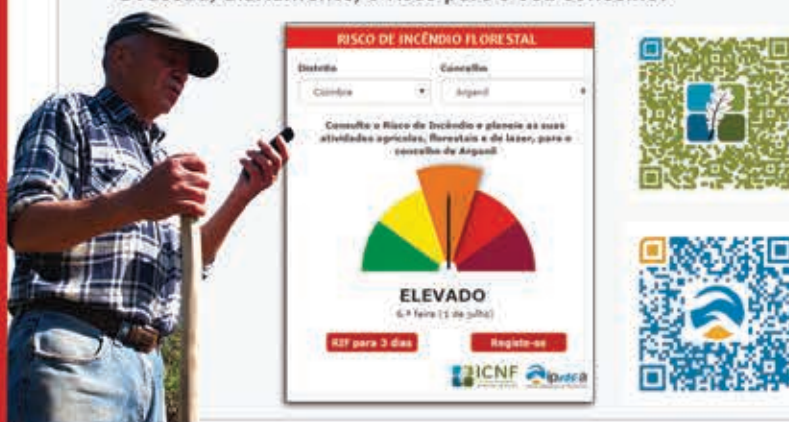 RISCO DE INCÊNDIO FLORESTAL
Distrito
Concelho
Coimbra
Arganil
Consulte o Risco de Incêndio e planeie as suas
atividades agrícolas, florestais e de lazer, para o
concelho de Arganil
ELEVADO
6.ª feira (1 de julho)
RIF para 3 dias
Registe-se
ICNF